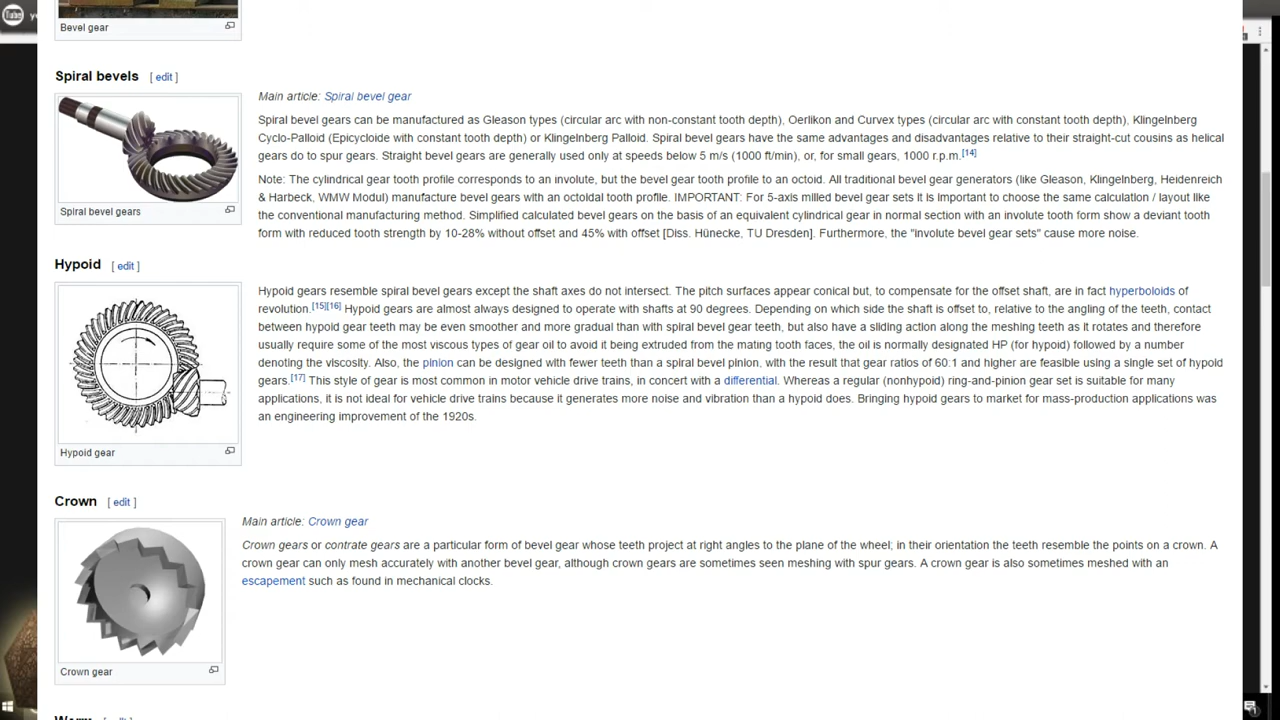 Tube
Bevel gear
Spiral bevels [ edit ]
Main article: Spiral bevel gear
Spiral bevel gears can be manufactured as Gleason types (circular arc with non-constant tooth depth), Oerlikon and Curvex types (circular arc with constant tooth depth), Klingelnberg
Cyclo-Palloid (Epicycloide with constant tooth depth) or Klingelnberg Palloid. Spiral bevel gears have the same advantages and disadvantages relative to their straight-cut cousins as helical
gears do to spur gears. Straight bevel gears are generally used only at speeds below 5 m/s (1000 ft/min), or, for small gears, 1000 r.p.m.[14]
Note: The cylindrical gear tooth profile corresponds to an involute, but the bevel gear tooth profile to an octoid. All traditional bevel gear generators (like Gleason, Klingelnberg, Heidenreich
& Harbeck, WMW Modul) manufacture bevel gears with an octoidal tooth profile. IMPORTANT: For 5-axis milled bevel gear sets it is important to choose the same calculation / layout like
the conventional manufacturing method. Simplified calculated bevel gears on the basis of an equivalent cylindrical gear in normal section with an involute tooth form show a deviant tooth
form with reduced tooth strength by 10-28% without offset and 45% with offset [Diss. Hünecke, TU Dresden]. Furthermore, the "involute bevel gear sets" cause more noise.
Spiral bevel gears
Hypoid [ edit ]
Hypoid gears resemble spiral bevel gears except the shaft axes do not intersect. The pitch surfaces appear conical but, to compensate for the offset shaft, are in fact hyperboloids of
revolution.[15][16] Hypoid gears are almost always designed to operate with shafts at 90 degrees. Depending on which side the shaft is offset to, relative to the angling of the teeth, contact
between hypoid gear teeth may be even smoother and more gradual than with spiral bevel gear teeth, but also have a sliding action along the meshing teeth as it rotates and therefore
usually require some of the most viscous types of gear oil to avoid it being extruded from the mating tooth faces, the oil is normally designated HP (for hypoid) followed by a number
denoting the viscosity. Also, the pinion can be designed with fewer teeth than a spiral bevel pinion, with the result that gear ratios of 60:1 and higher are feasible using a single set of hypoid
gears.[17] This style of gear is most common in motor vehicle drive trains, in concert with a differential. Whereas a regular (nonhypoid) ring-and-pinion gear set is suitable for many
applications, it is not ideal for vehicle drive trains because it generates more noise and vibration than a hypoid does. Bringing hypoid gears to market for mass-production applications was
an engineering improvement of the 1920s.
Hypoid gear
Crown [ edit ]
Main article: Crown gear
Crown gears or contrate gears are a particular form of bevel gear whose teeth project at right angles to the plane of the wheel; in their orientation the teeth resemble the points on a crown. A
crown gear can only mesh accurately with another bevel gear, although crown gears are sometimes seen meshing with spur gears. A crown gear is also sometimes meshed with an
escapement such as found in mechanical clocks.
Crown gear